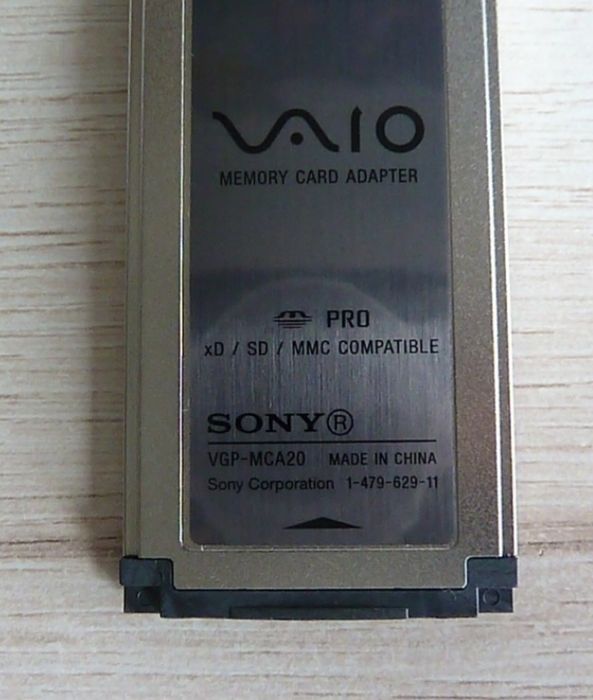 VAIO
MEMORY CARD ADAPTER
PRO
xD / SD / MMC COMPATIBLE
SONY®
VGP-MCA20 MADE IN CHINA
Sony Corporation 1-479-629-11